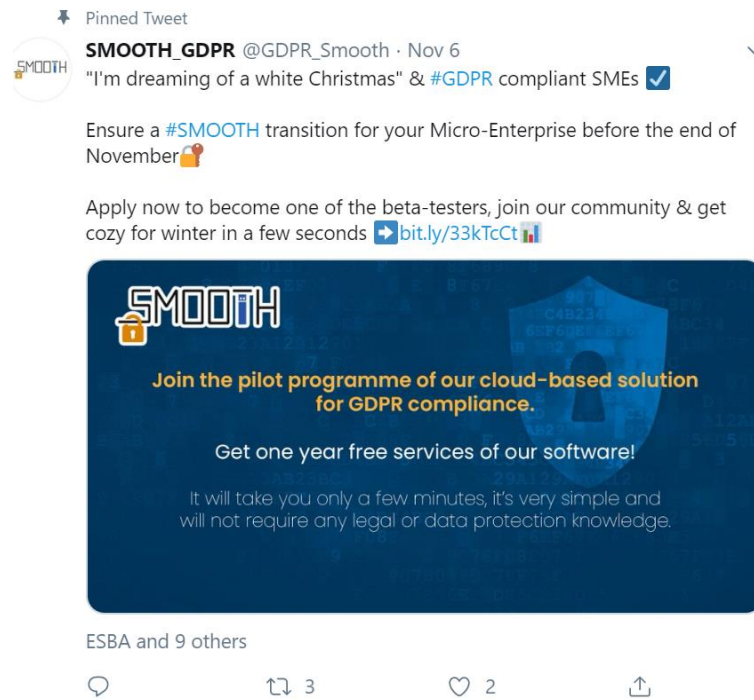 Pinned Tweet
SMOOTH_GDPR @GDPR_Smooth · Nov 6
SMOOTH
"I'm dreaming of a white Christmas" & #GDPR compliant SMEs ☑
Ensure a #SMOOTH transition for your Micro-Enterprise before the end of
November🔐
Apply now to become one of the beta-testers, join our community & get
cozy for winter in a few seconds ➡bit.ly/33kTcCt📊
SMOOTH
Join the pilot programme of our cloud-based solution
for GDPR compliance.
Get one year free services of our software!
It will take you only a few minutes, it's very simple and
will not require any legal or data protection knowledge.
ESBA and 9 others
3
2